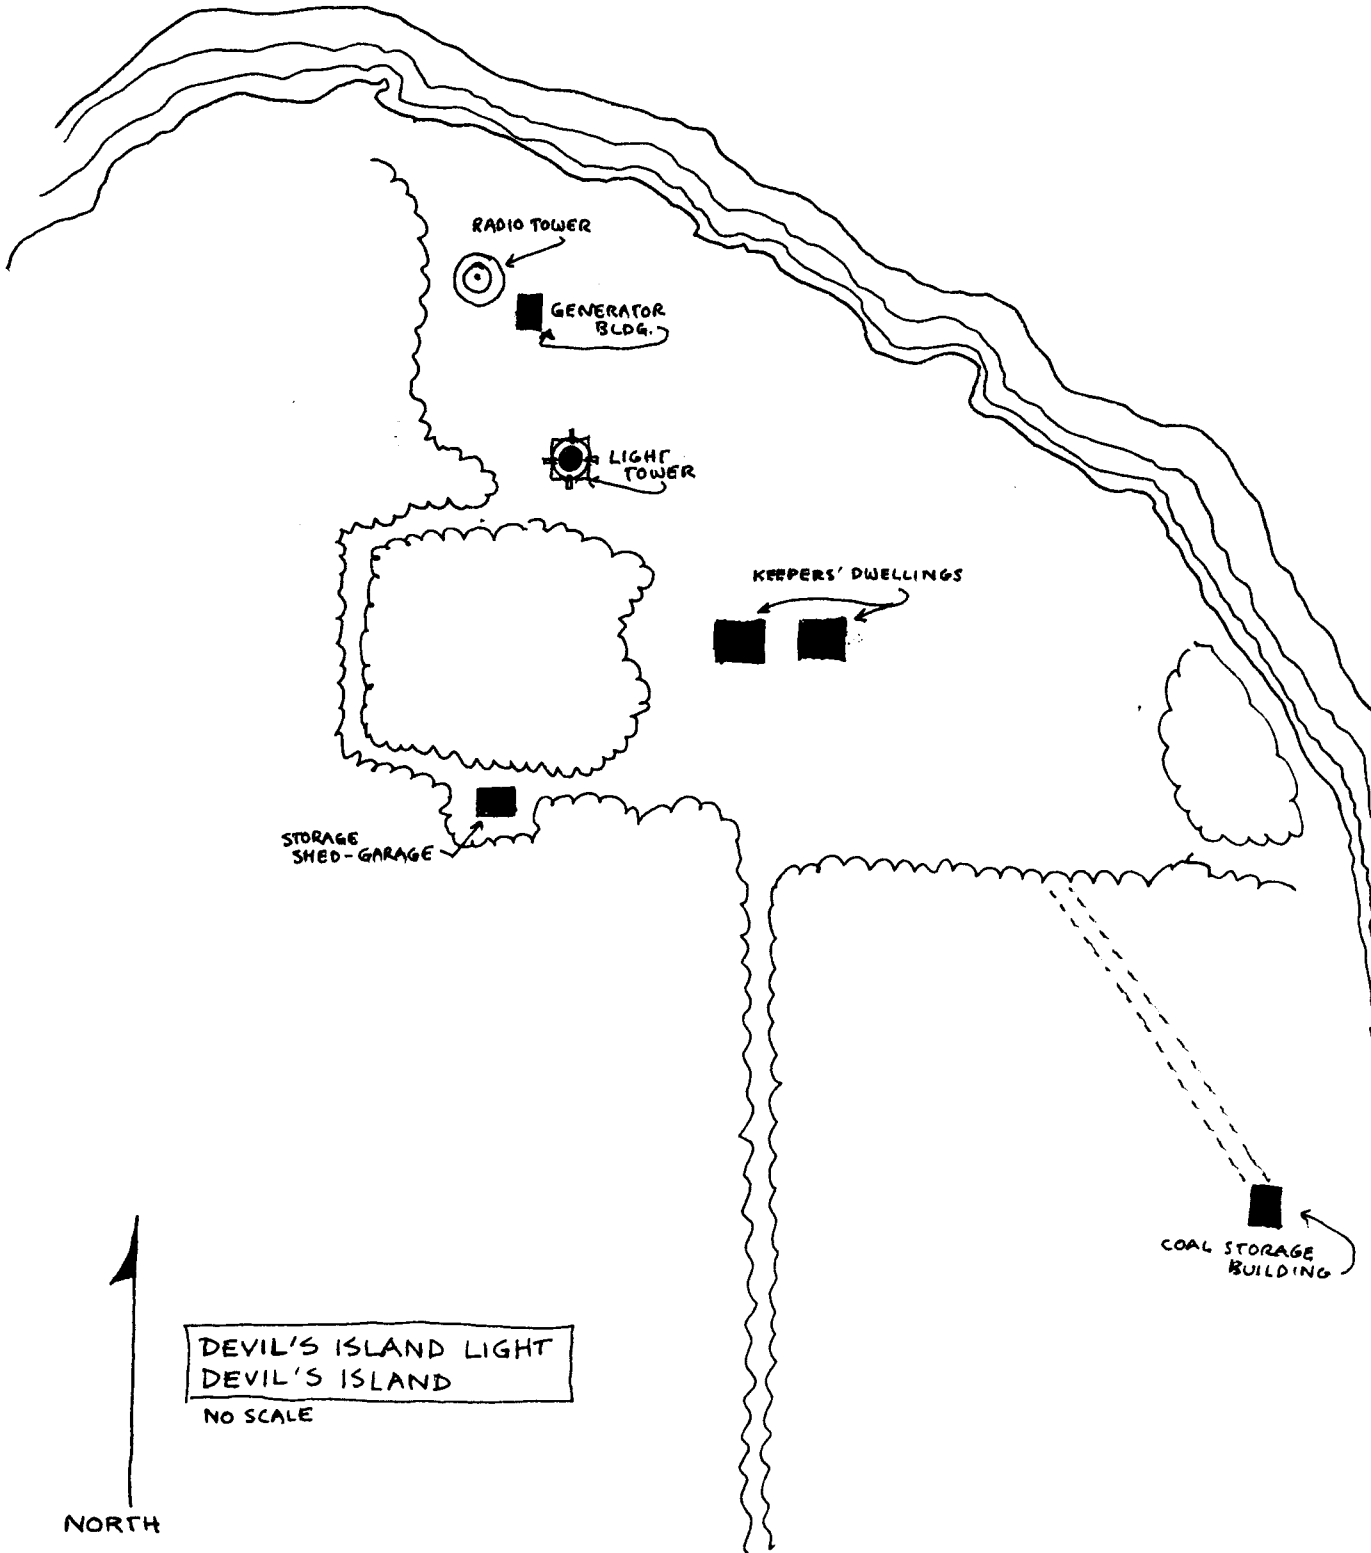 RADIO TOWER
GENERATOR
BLDG.
LIGHT
TOWER
KEEPERS' DWELLINGS
STORAGE
SHED-GARAGE
COAL STORAGE
BUILDING
DEVIL'S ISLAND LIGHT
DEVIL'S ISLAND
NO SCALE
NORTH